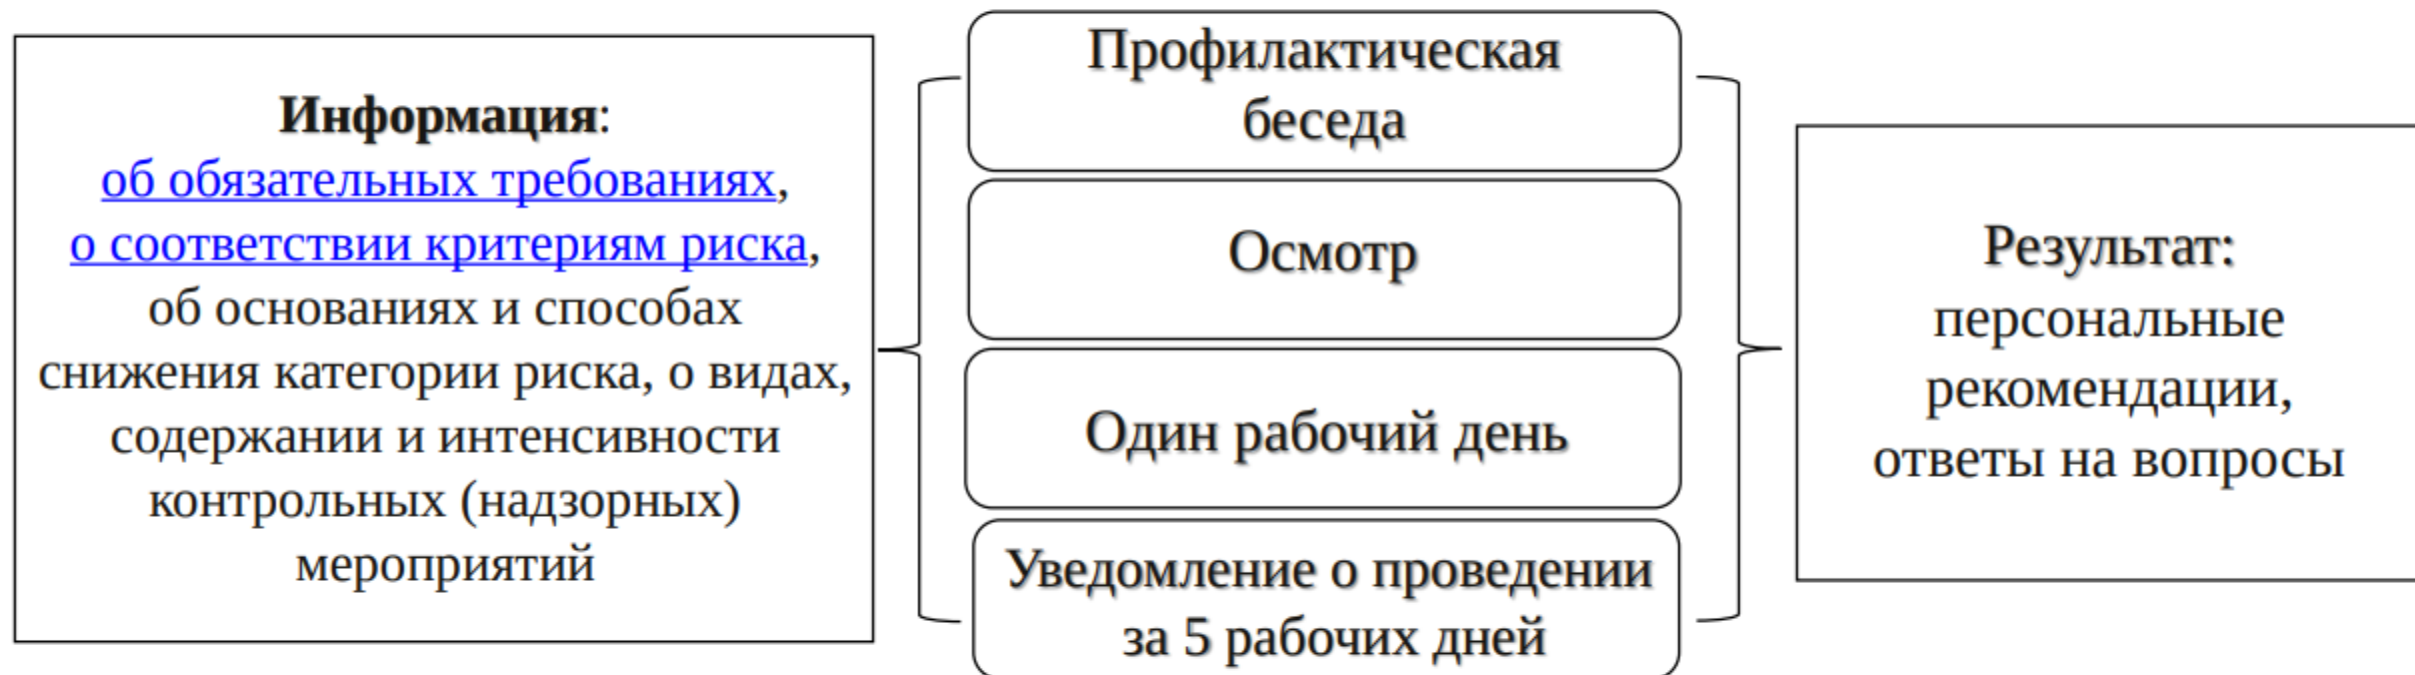 Информация:
об обязательных требованиях,
о соответствии критериям риска,
об основаниях и способах
снижения категории риска, о видах,
содержании и интенсивности
контрольных (надзорных)
мероприятий
Профилактическая
беседа
Осмотр
Один рабочий день
Уведомление о проведении
за 5 рабочих дней
Результат:
персональные
рекомендации,
ответы на вопросы